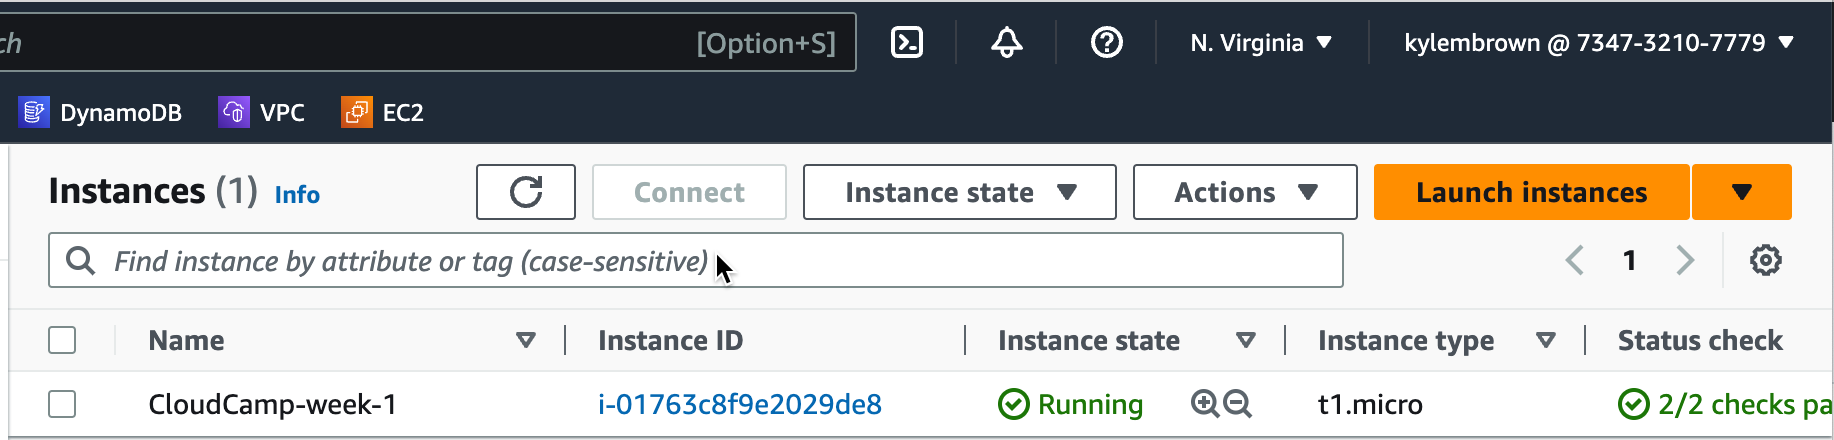 ch [Option+S] N. Virginia kylembrown @ 7347-3210-7779
DynamoDB VPC EC2
Instances (1) Info Connect Instance state Actions Launch instances
Find instance by attribute or tag (case-sensitive) 1
Name Instance ID Instance state Instance type Status check
CloudCamp-week-1 i-01763c8f9e2029de8 Running t1.micro 2/2 checks pa